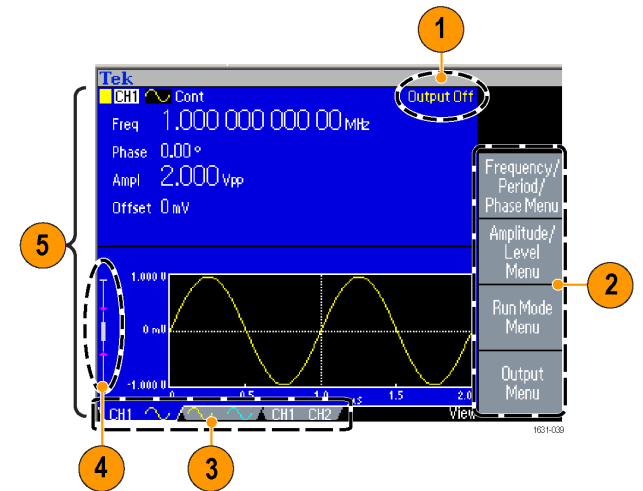 1
Tek
CH1 Cont
Output Off
Freq 1.000 000 000 00 MHz
Phase 0.00 °
Ampl 2.000 Vpp
Offset 0 mV
Frequency/
Period/
Phase Menu
Amplitude/
Level
Menu
Run Mode
Menu
Output
Menu
5
2
1.000 V
0 mV
-1.000 V
0.5 1.0 µs 1.5 2.0
CH1 CH1 CH2 View
1631-039
4
3